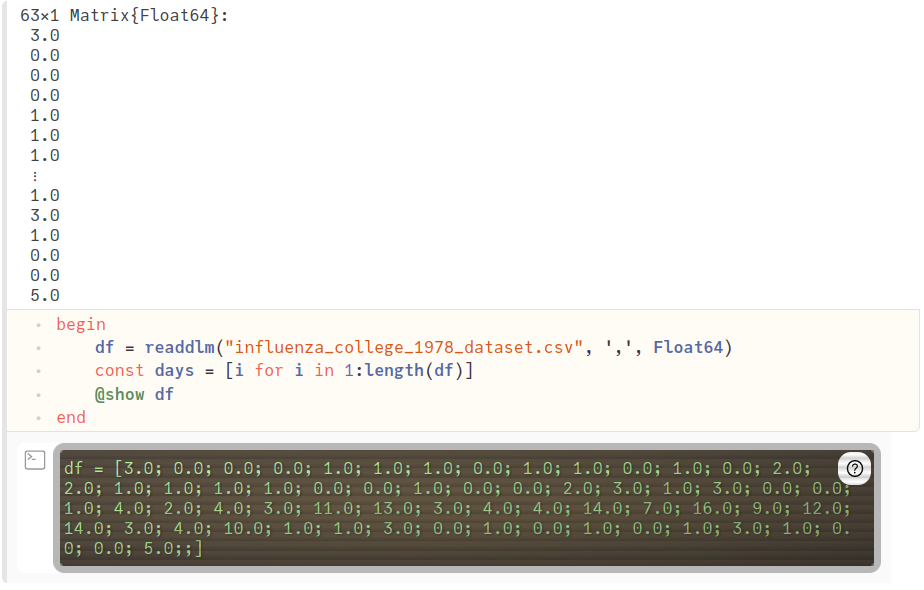 63×1 Matrix{Float64}:
3.0
0.0
0.0
0.0
1.0
1.0
1.0
⋮
1.0
3.0
1.0
0.0
0.0
5.0
begin
df = readdlm("influenza_college_1978_dataset.csv", ',', Float64)
const days = [i for i in 1:length(df)]
@show df
end
df = [3.0; 0.0; 0.0; 0.0; 1.0; 1.0; 1.0; 0.0; 1.0; 1.0; 0.0; 1.0; 0.0; 2.0;
2.0; 1.0; 1.0; 1.0; 1.0; 0.0; 0.0; 1.0; 0.0; 0.0; 2.0; 3.0; 1.0; 3.0; 0.0; 0.0;
1.0; 4.0; 2.0; 4.0; 3.0; 11.0; 13.0; 3.0; 4.0; 4.0; 14.0; 7.0; 16.0; 9.0; 12.0;
14.0; 3.0; 4.0; 10.0; 1.0; 1.0; 3.0; 0.0; 1.0; 0.0; 1.0; 0.0; 1.0; 3.0; 1.0; 0.
0; 0.0; 5.0;;]